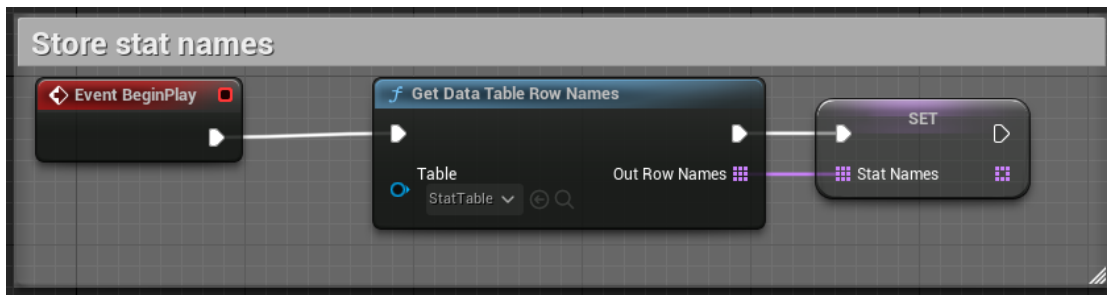 Store stat names
Event BeginPlay
f Get Data Table Row Names
SET
Table
Out Row Names
Stat Names
StatTable